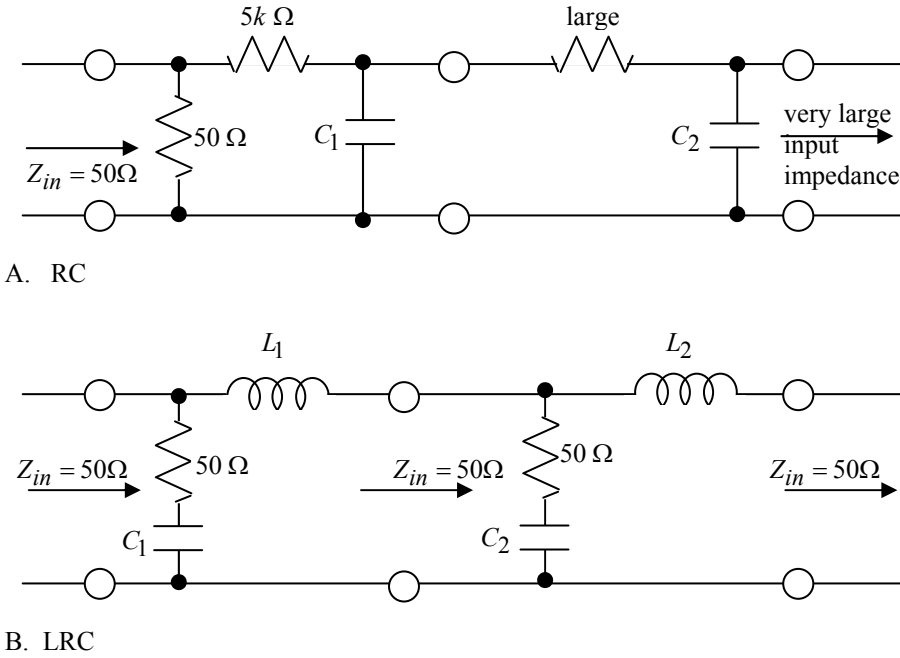 5k Ω
large
50 Ω
C1
C2
very large
input
impedance
Zin = 50Ω
A. RC
L1
L2
50 Ω
50 Ω
Zin = 50Ω
Zin = 50Ω
Zin = 50Ω
C1
C2
B. LRC